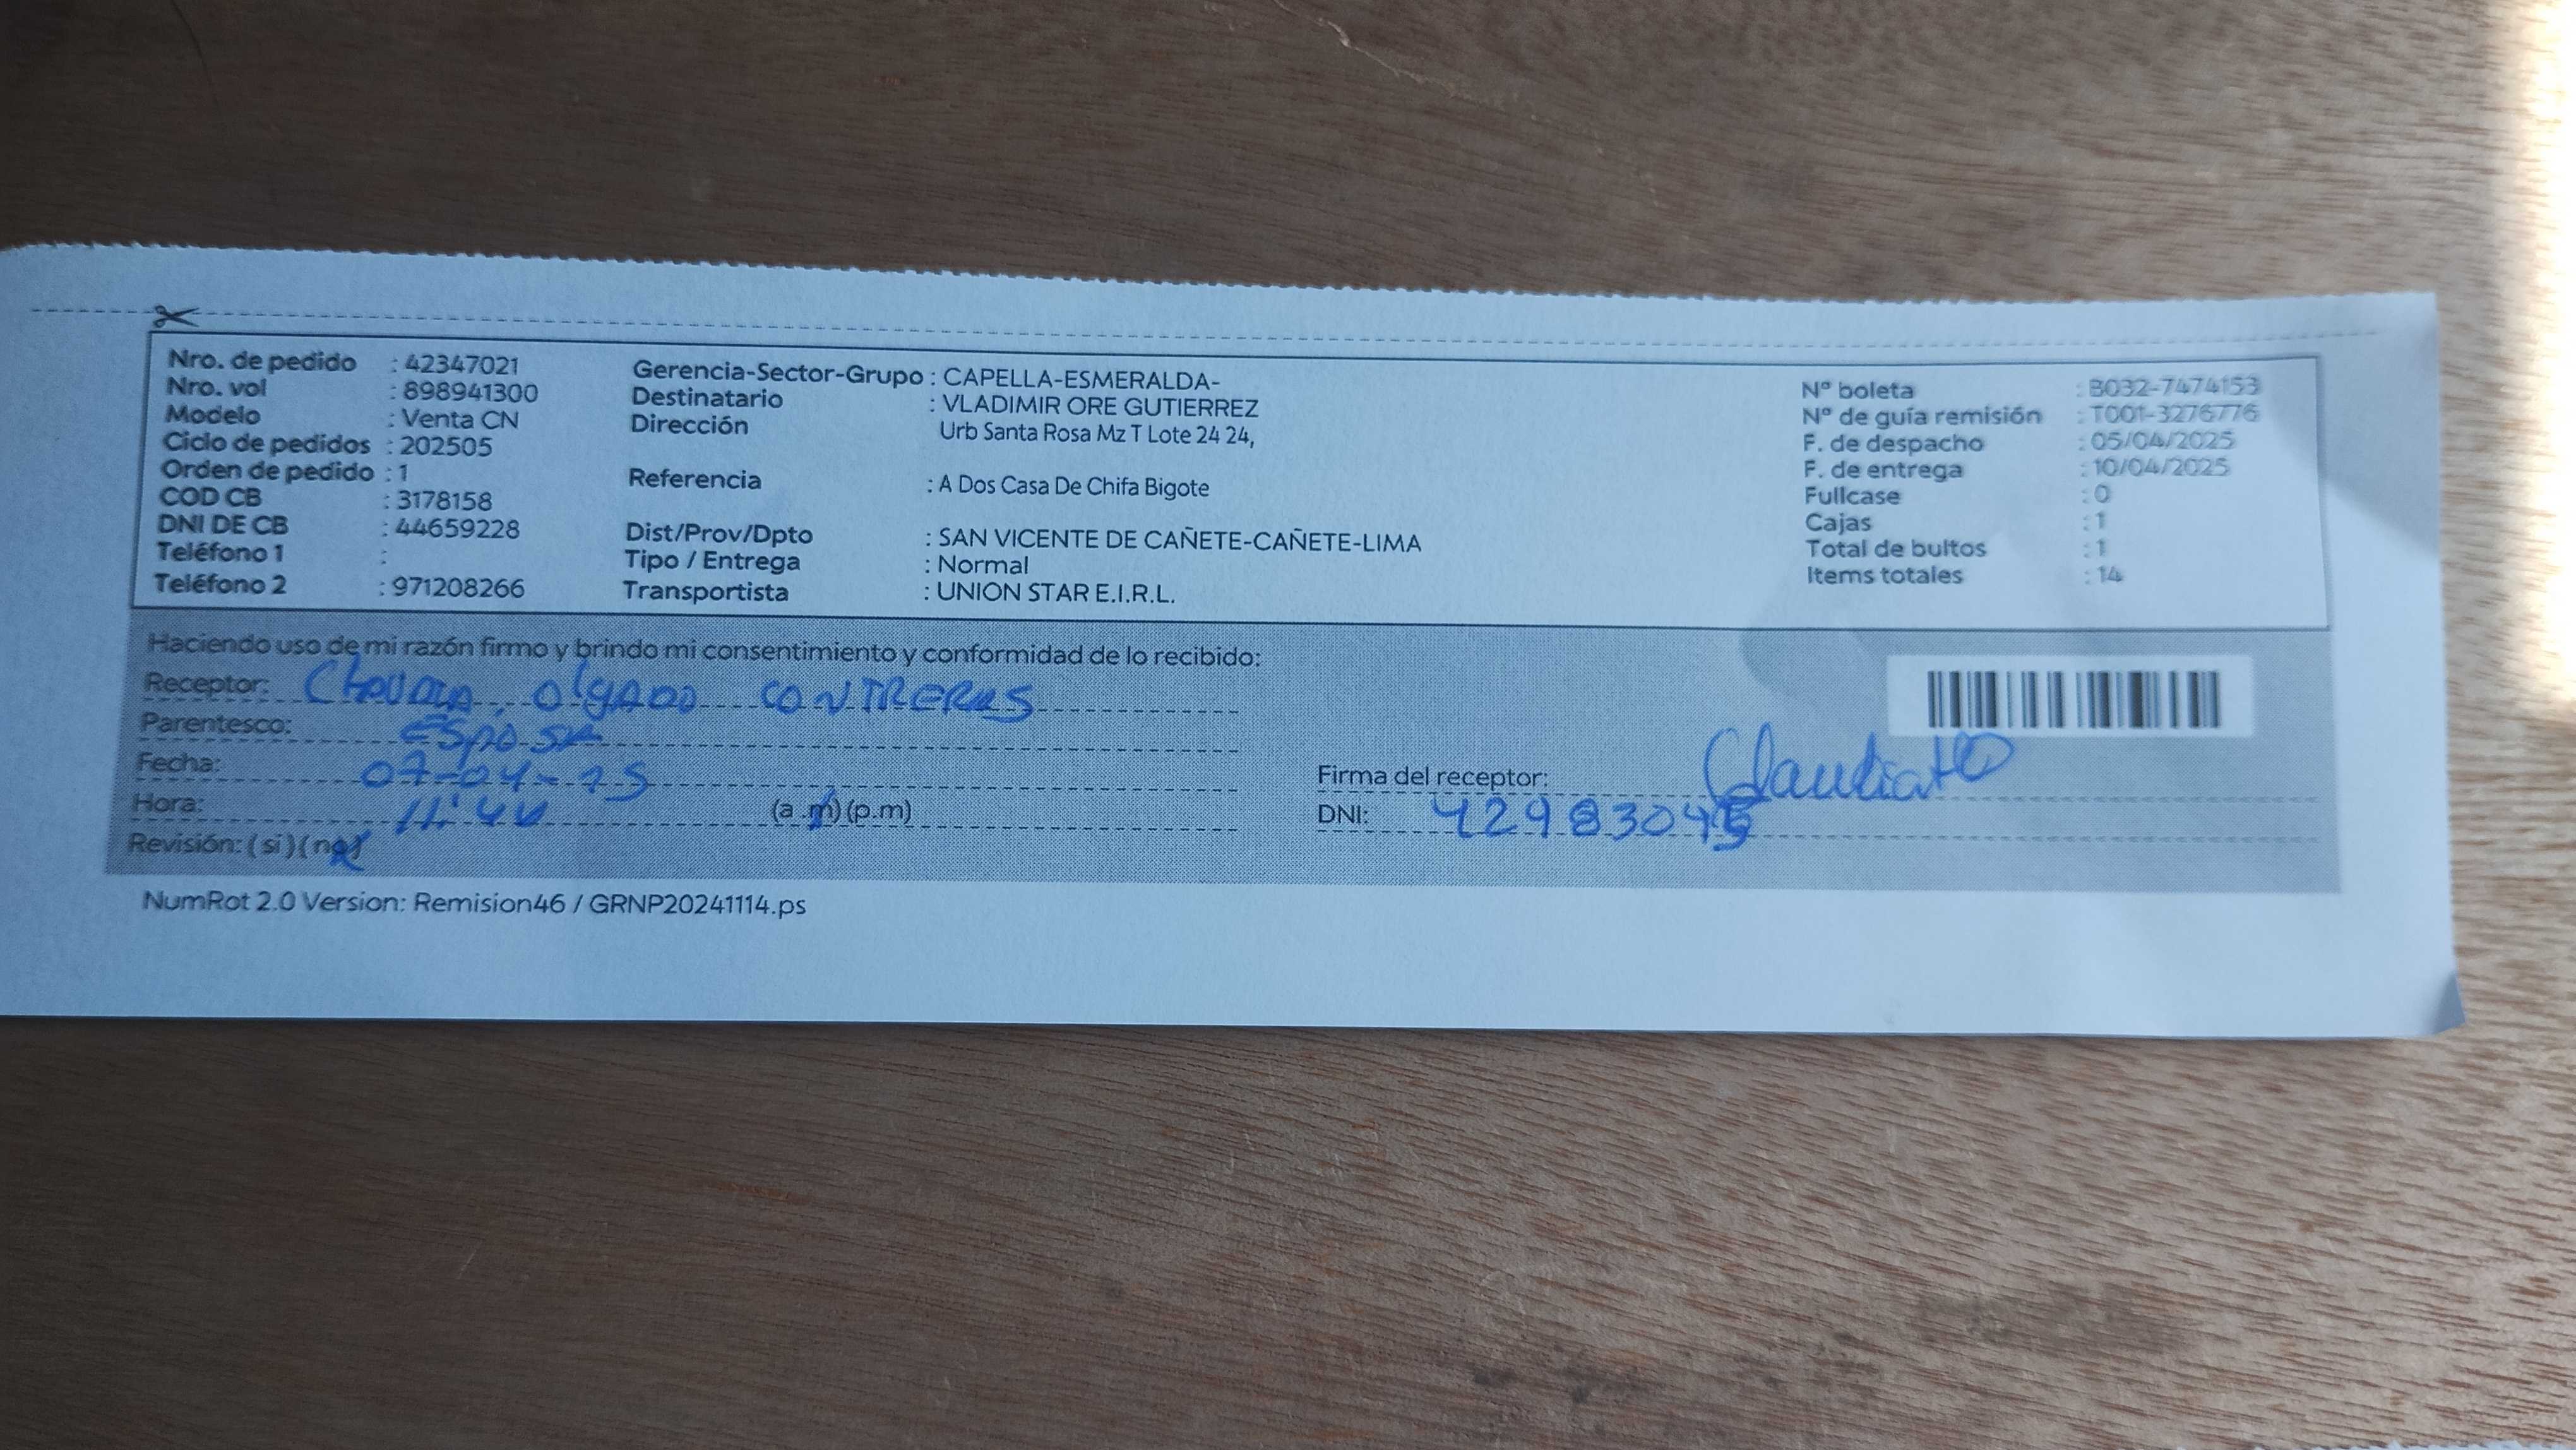 Nro. de pedido : 42347021
Nro. vol : 898941300
Modelo : Venta CN
Ciclo de pedidos : 202505
Orden de pedido : 1
COD CB : 3178158
DNI DE CB : 44659228
Teléfono 1 :
Teléfono 2 : 971208266
Gerencia-Sector-Grupo : CAPELLA-ESMERALDA-
Destinatario : VLADIMIR ORE GUTIERREZ
Dirección Urb Santa Rosa Mz T Lote 24 24,
Referencia : A Dos Casa De Chifa Bigote
Dist/Prov/Dpto : SAN VICENTE DE CAÑETE-CAÑETE-LIMA
Tipo / Entrega : Normal
Transportista : UNION STAR E.I.R.L.
N° boleta : B032-7474153
N° de guía remisión : T001-3276776
F. de despacho : 05/04/2025
F. de entrega : 10/04/2025
Fullcase : 0
Cajas : 1
Total de bultos : 1
Items totales : 14
Haciendo uso de mi razón firmo y brindo mi consentimiento y conformidad de lo recibido:
Receptor: olgado CONTRERAS
Parentesco: ESPOSA
Fecha:
Hora: 11:44 (a.m) (p.m)
Revisión: (si) (no)
Firma del receptor:
DNI: 4298304
NumRot 2.0 Version: Remision46 / GRNP20241114.ps